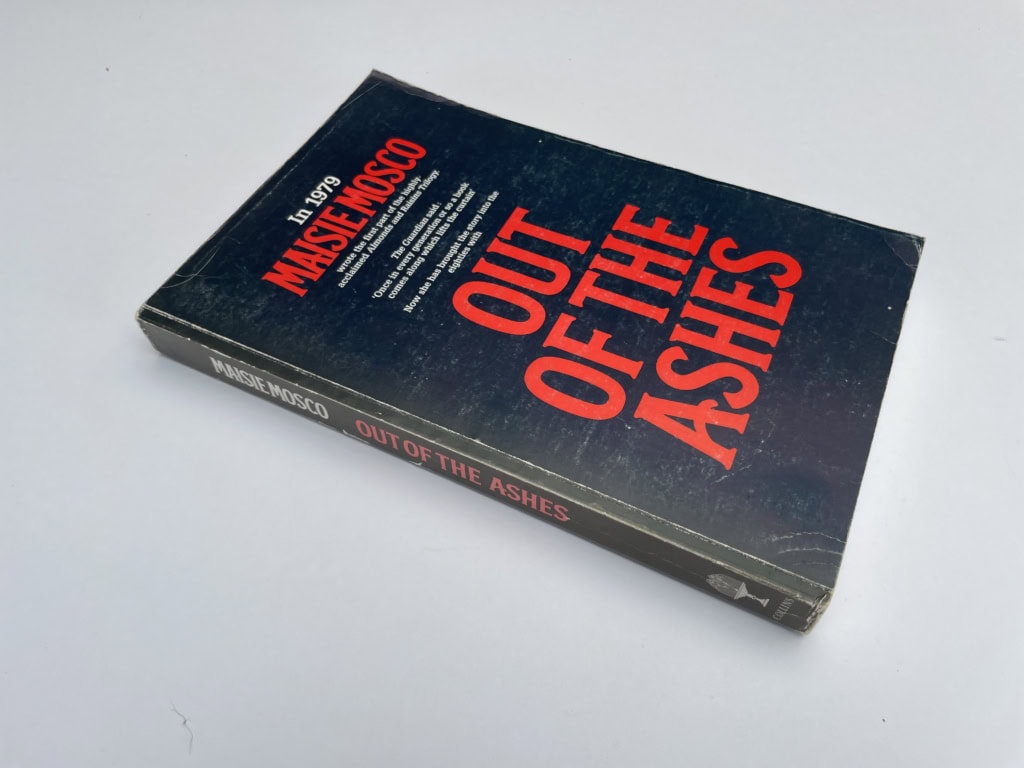 In 1979
MAISIE MOSCO
wrote the first part of the highly-
acclaimed Almonds and Raisins Trilogy.
The Guardian said:
'Once in every generation or so a book
comes along which lifts the curtain'
Now she has brought the story into the
eighties with
OUT
OF THE
ASHES
MAISIE MOSCO
OUT OF THE ASHES
COLLINS